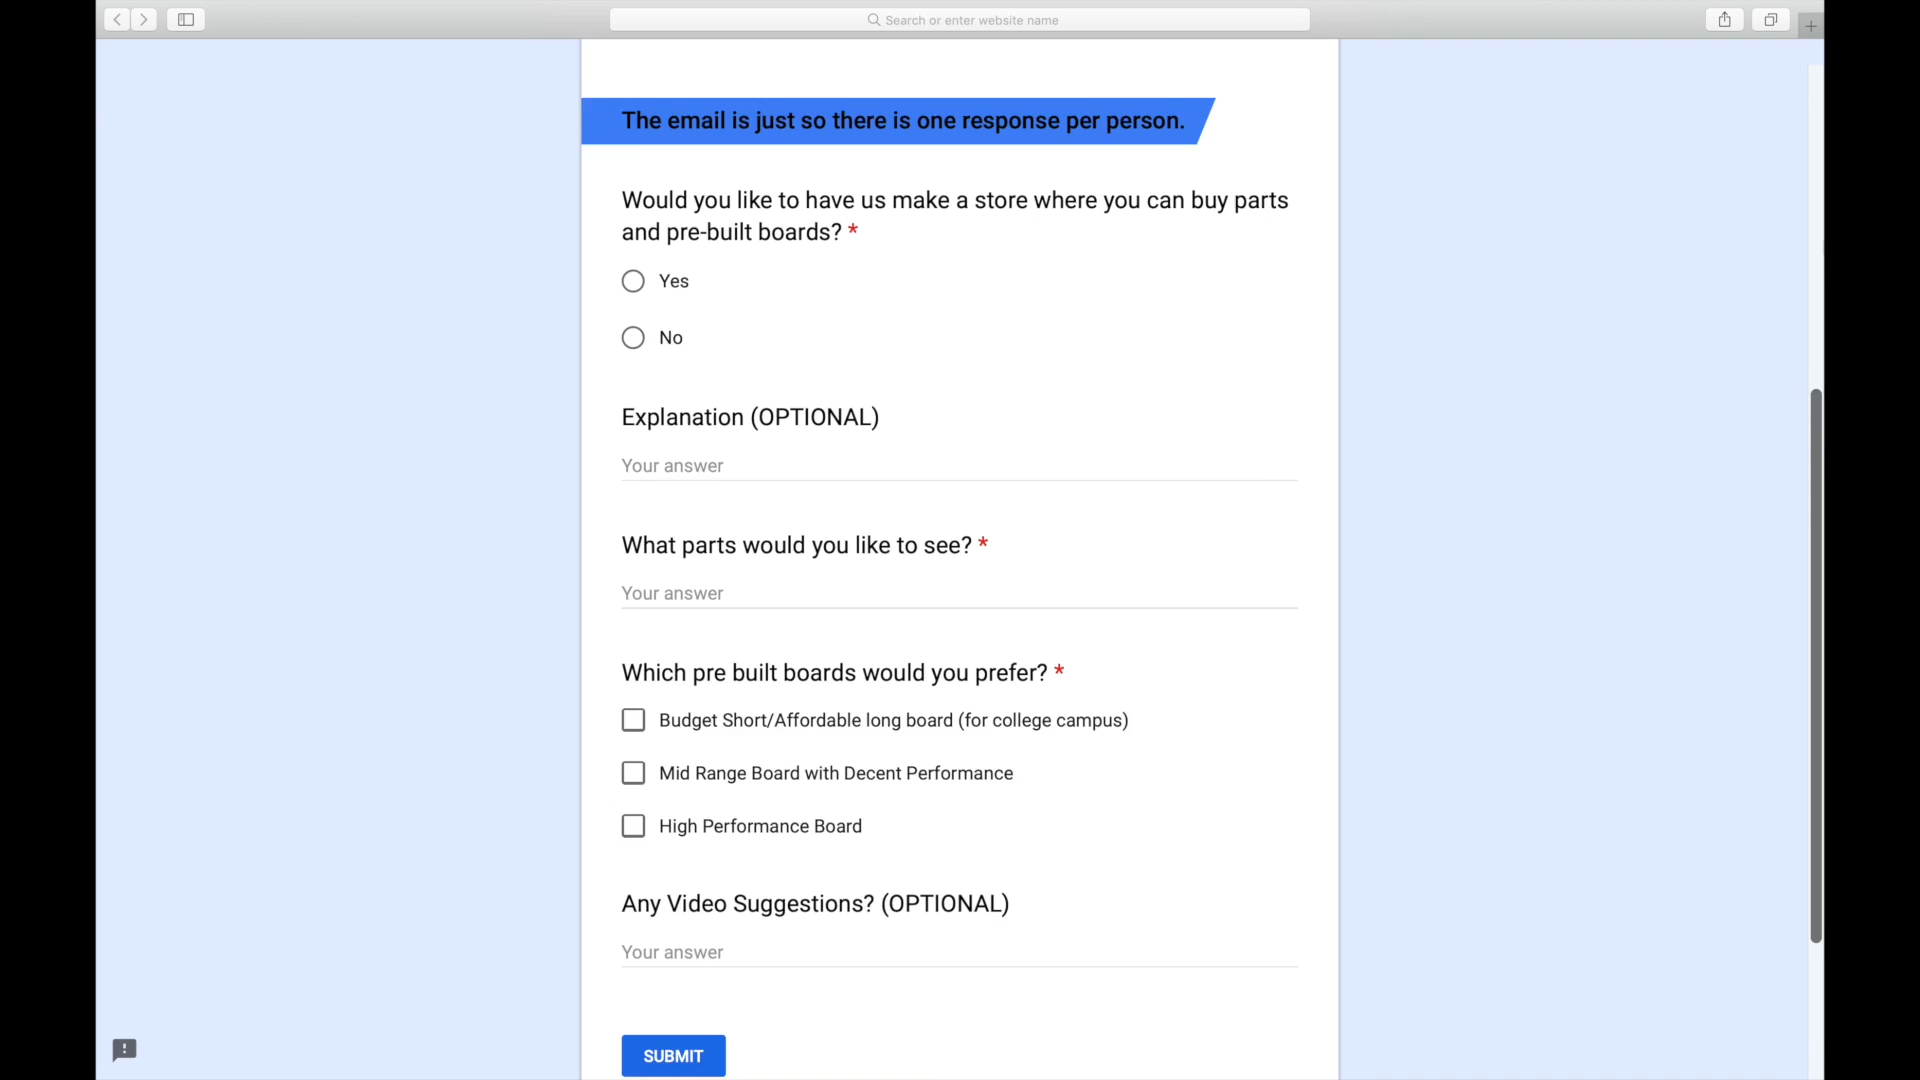 Search or enter website name
The email is just so there is one response per person.
Would you like to have us make a store where you can buy parts
and pre-built boards? *
Yes
No
Explanation (OPTIONAL)
Your answer
What parts would you like to see? *
Your answer
Which pre built boards would you prefer? *
Budget Short/Affordable long board (for college campus)
Mid Range Board with Decent Performance
High Performance Board
Any Video Suggestions? (OPTIONAL)
Your answer
SUBMIT